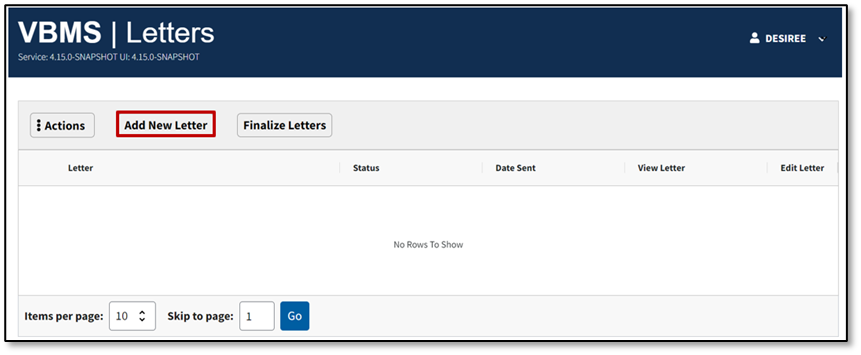 VBMS | Letters
Service: 4.15.0-SNAPSHOT UI: 4.15.0-SNAPSHOT
DESIREE
Actions Add New Letter Finalize Letters
Letter Status Date Sent View Letter Edit Letter
No Rows To Show
Items per page: 10 Skip to page: 1 Go